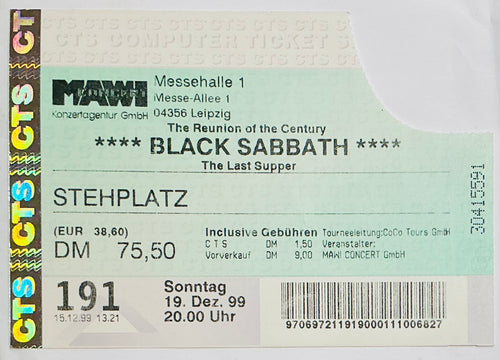 CTS COMPUTER TICKET S
MAWI CONCERT
Konzertagentur GmbH
Messehalle 1
Messe-Allee 1
04356 Leipzig
The Reunion of the Century
**** BLACK SABBATH ****
The Last Supper
STEHPLATZ
(EUR 38,60)
DM 75,50
Inclusive Gebühren
CTS DM 1,50
Vorverkauf DM 9,00
Tourneeleitung:CoCo Tours GmbH
Veranstalter:
MAWI CONCERT GmbH
191
15.12.99 13.21
Sonntag
19. Dez. 99
20.00 Uhr
970697211919000111006827
30415591
CTS CTS CTS CTS CTS